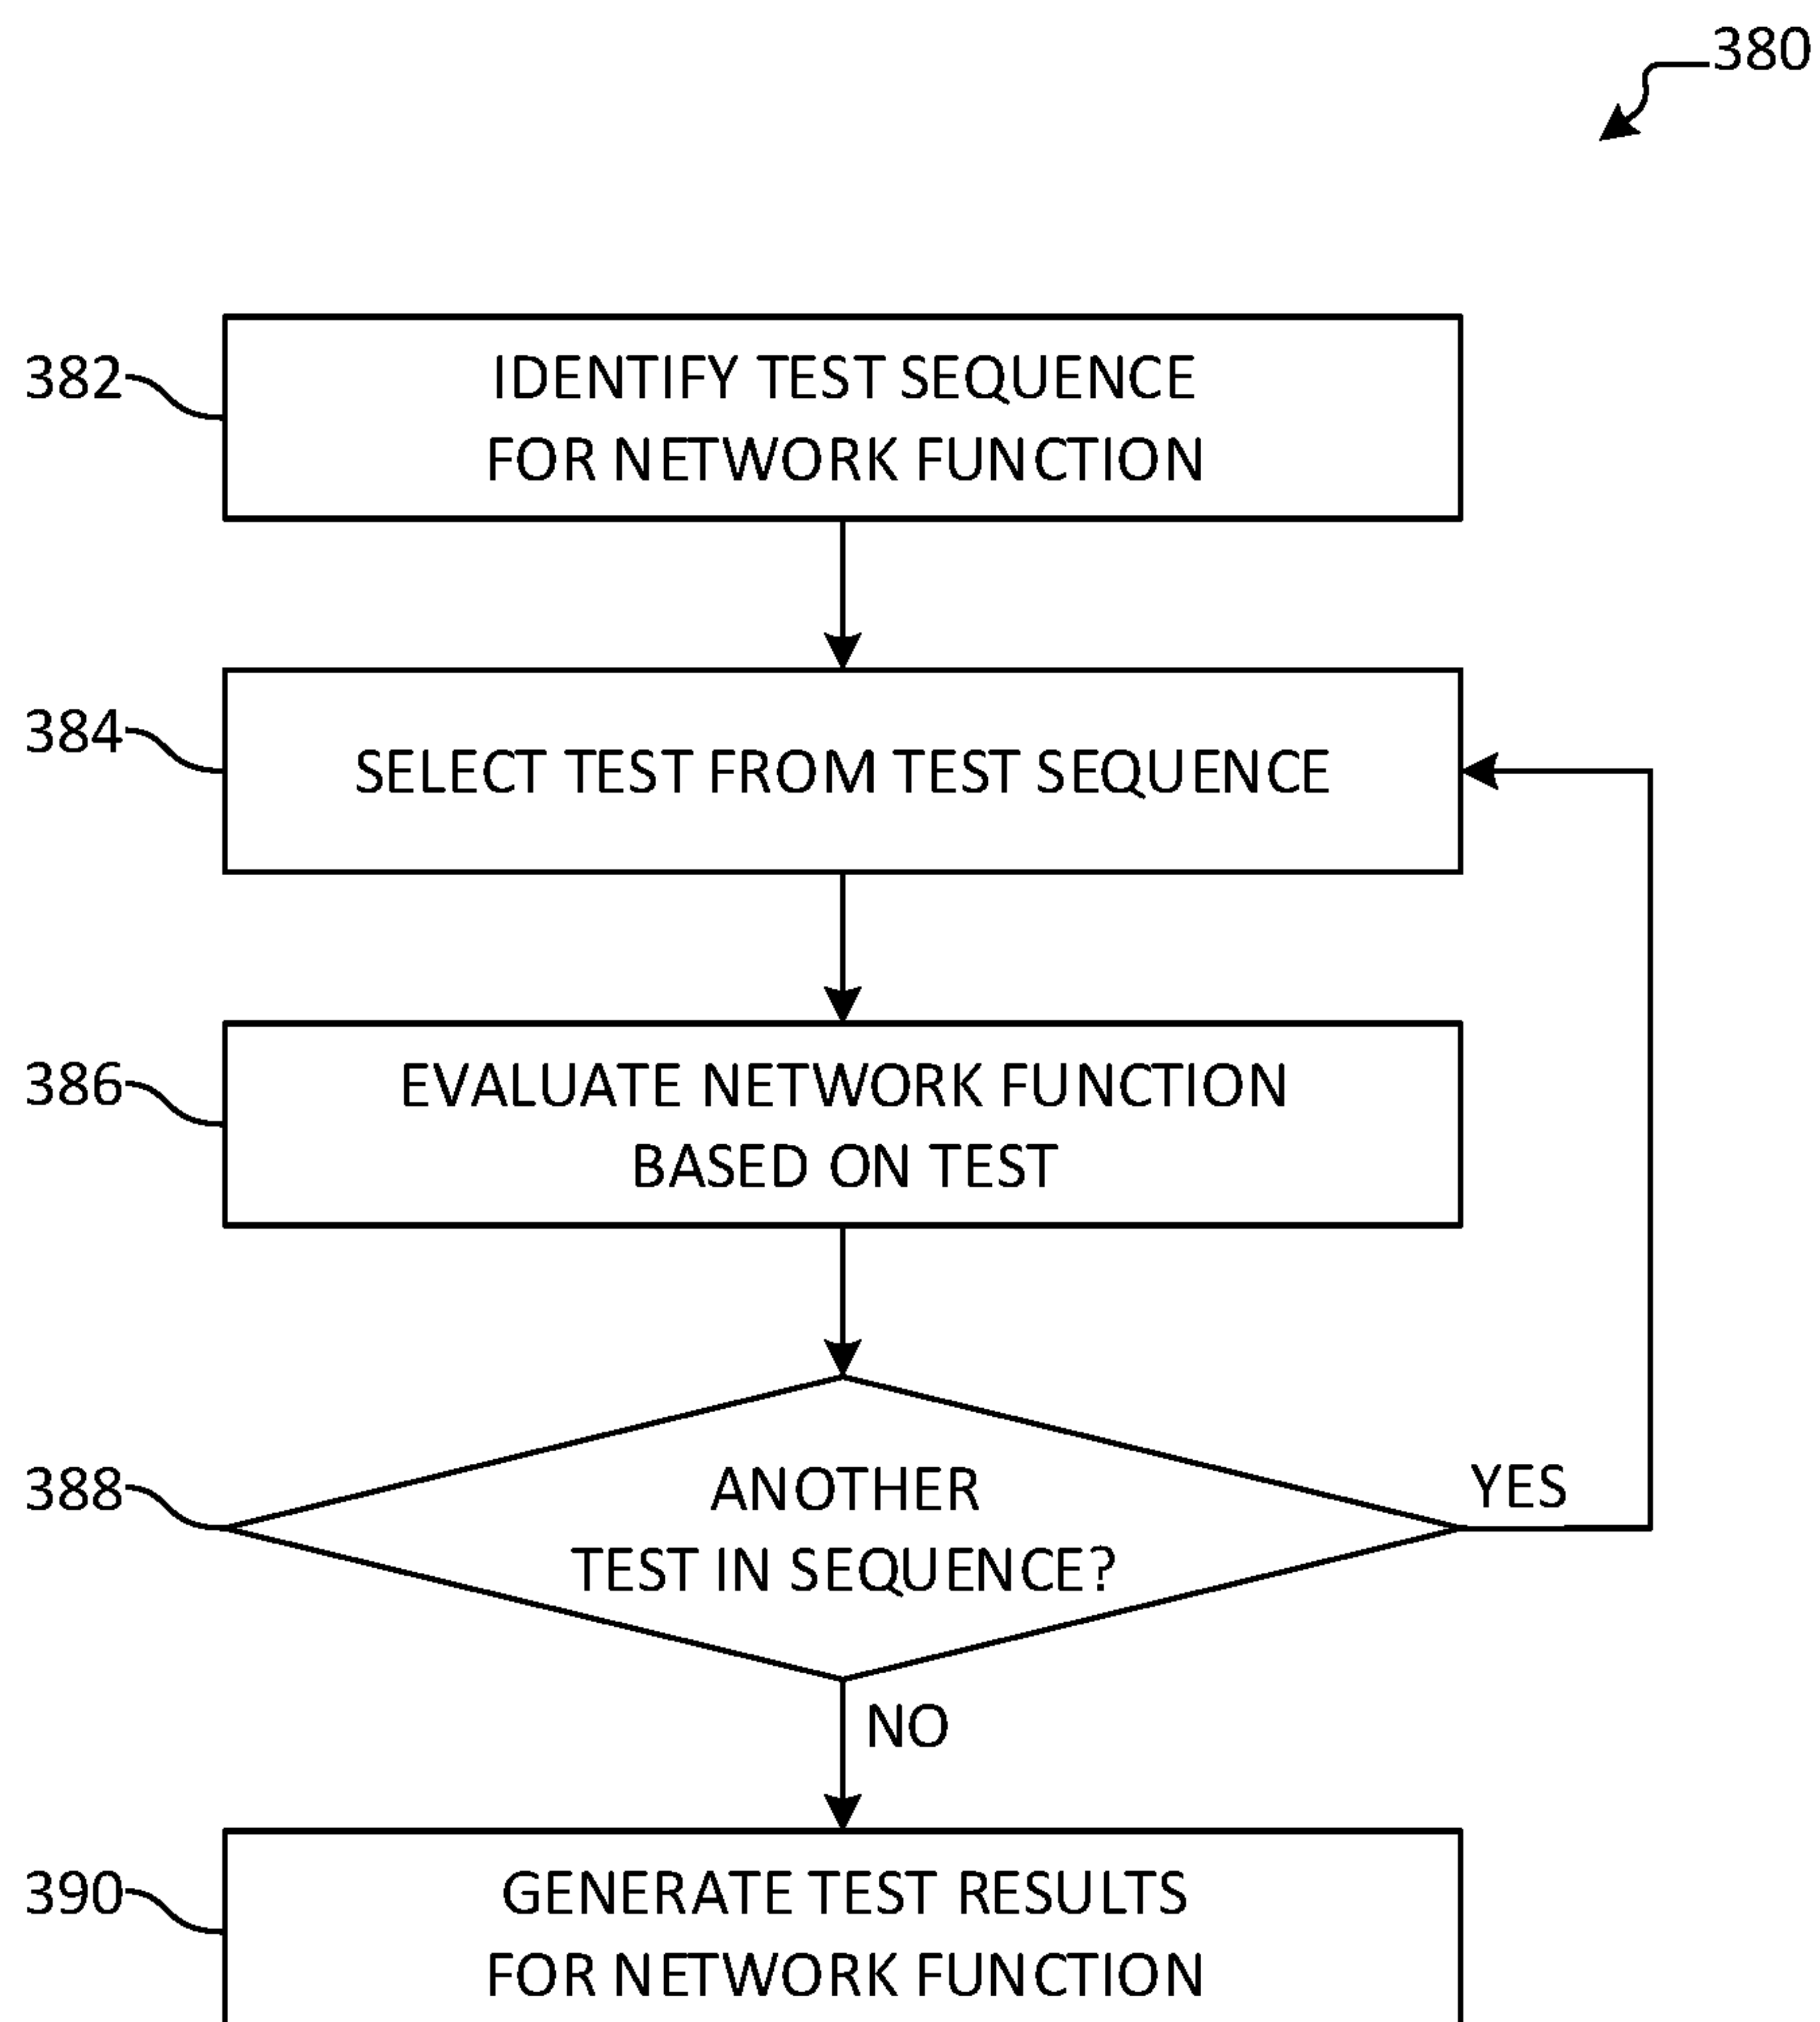 380
382
IDENTIFY TEST SEQUENCE
FOR NETWORK FUNCTION
384
SELECT TEST FROM TEST SEQUENCE
386
EVALUATE NETWORK FUNCTION
BASED ON TEST
388
ANOTHER
TEST IN SEQUENCE?
YES
NO
390
GENERATE TEST RESULTS
FOR NETWORK FUNCTION